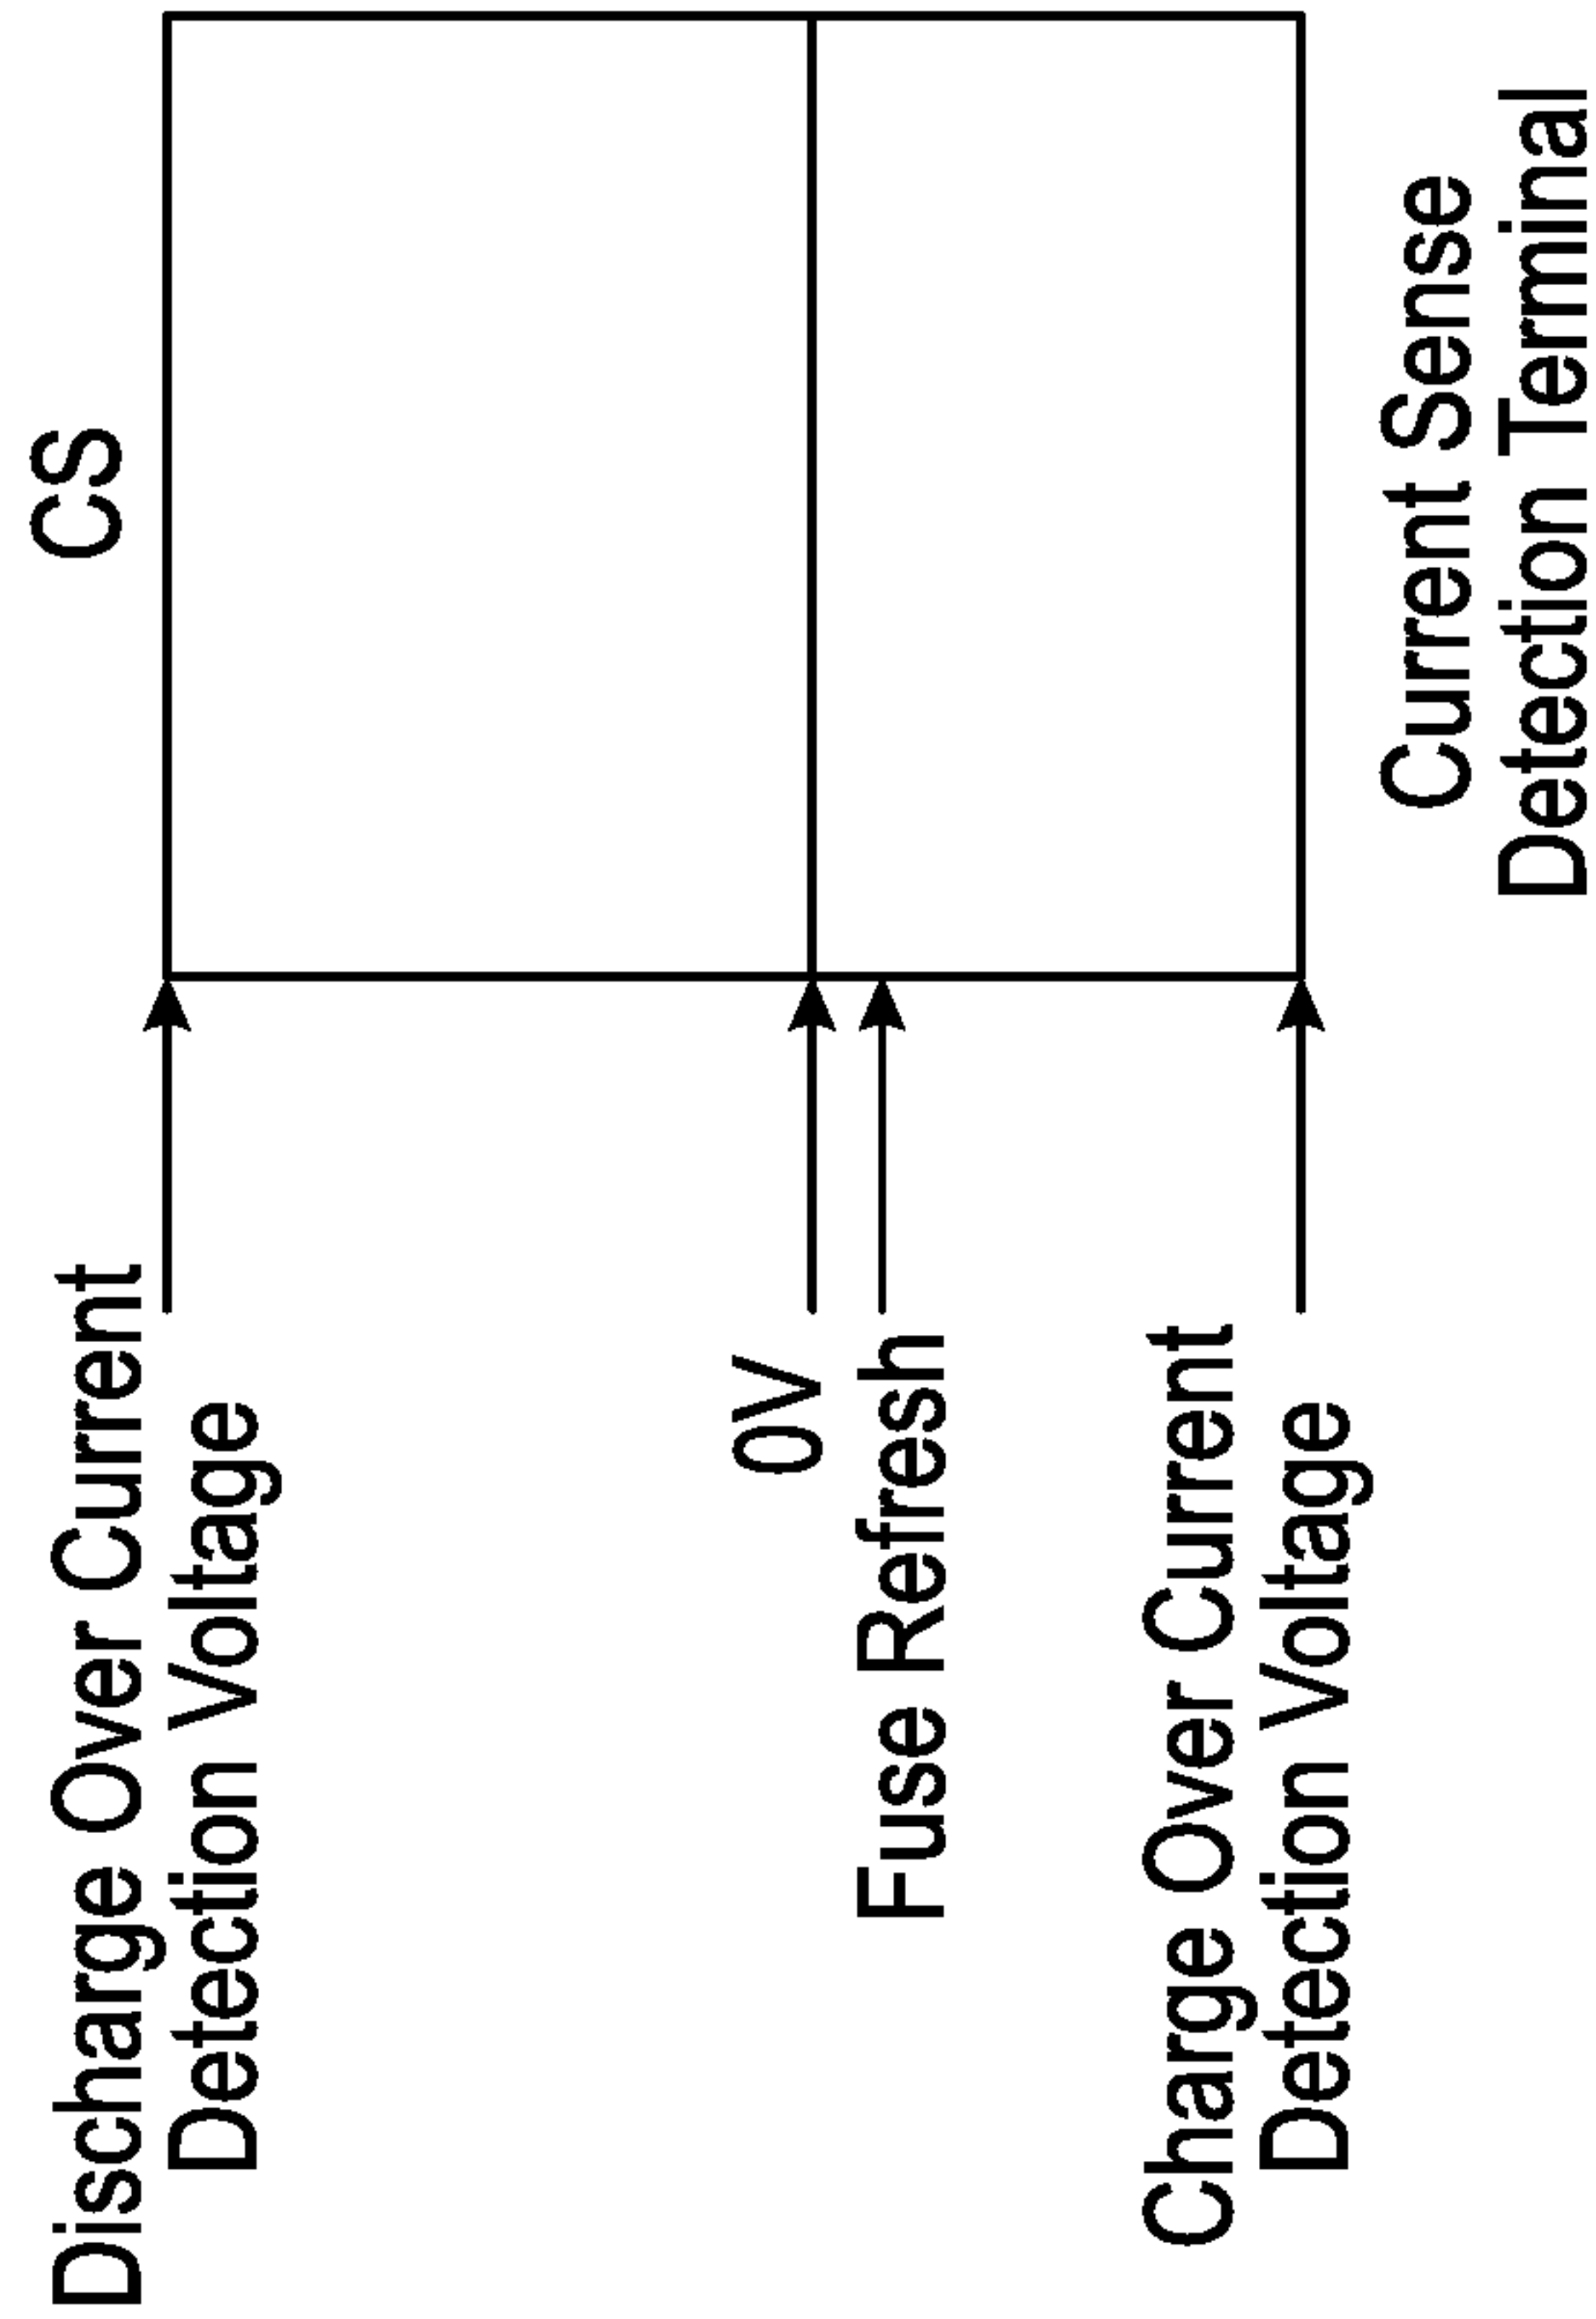 CS
Discharge Over Current
Detection Voltage
0V
Fuse Refresh
Charge Over Current
Detection Voltage
Current Sense
Detection Terminal